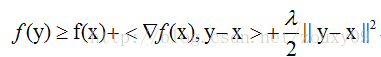 f(y) ≥ f(x) + < ∇f(x), y − x > + λ/2 || y − x ||²